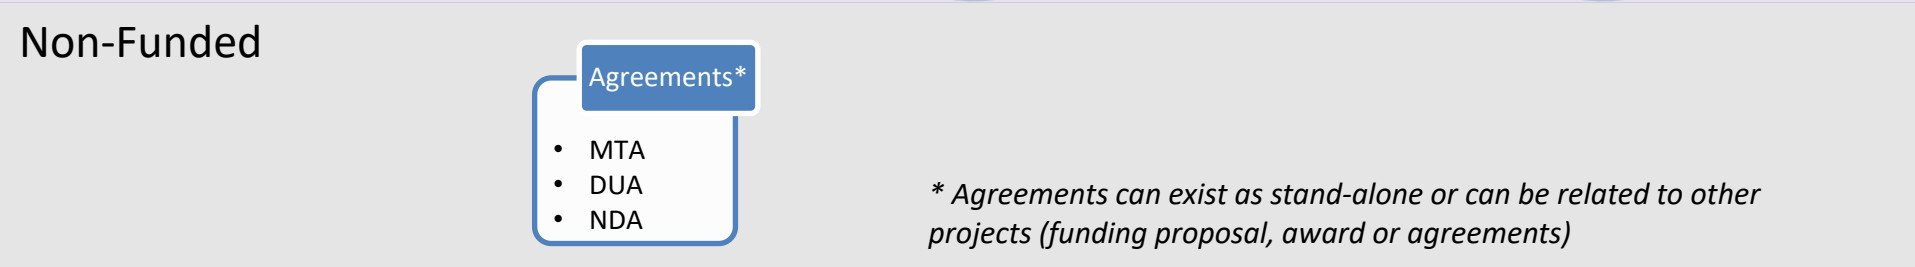 Non-Funded
Agreements*
• MTA
• DUA
• NDA
* Agreements can exist as stand-alone or can be related to other
projects (funding proposal, award or agreements)